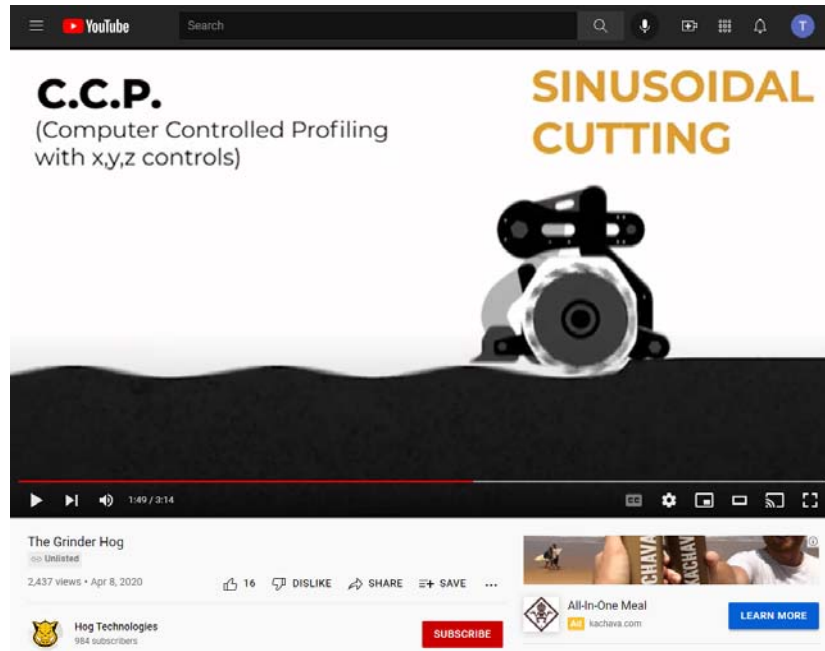 YouTube
Search
T
C.C.P.
(Computer Controlled Profiling
with x,y,z controls)
SINUSOIDAL
CUTTING
1:49 / 3:14
CC
The Grinder Hog
Unlisted
2,437 views • Apr 8, 2020
16 DISLIKE SHARE SAVE ...
KACHAVA
KACHAVA
Hog Technologies
984 subscribers
SUBSCRIBE
All-In-One Meal
Ad kachava.com
LEARN MORE